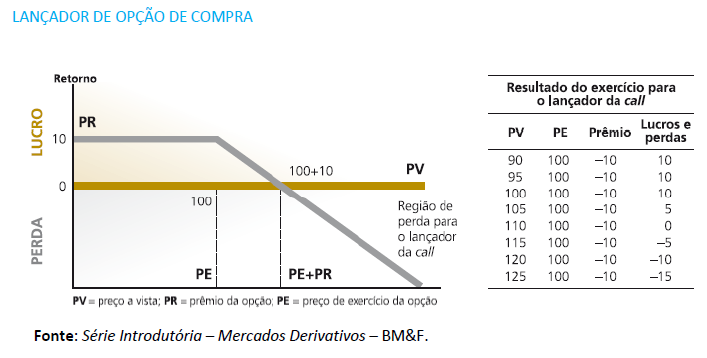 LANÇADOR DE OPÇÃO DE COMPRA
Retorno
LUCRO
PERDA
PR
10
0
100
100+10
PV
Região de
perda para
o lançador
da call
PE
PE+PR
PV = preço a vista; PR = prêmio da opção; PE = preço de exercício da opção
Resultado do exercício para
o lançador da call
PV PE Prêmio Lucros e perdas
90 100 –10 10
95 100 –10 10
100 100 –10 10
105 100 –10 5
110 100 –10 0
115 100 –10 –5
120 100 –10 –10
125 100 –10 –15
Fonte: Série Introdutória – Mercados Derivativos – BM&F.